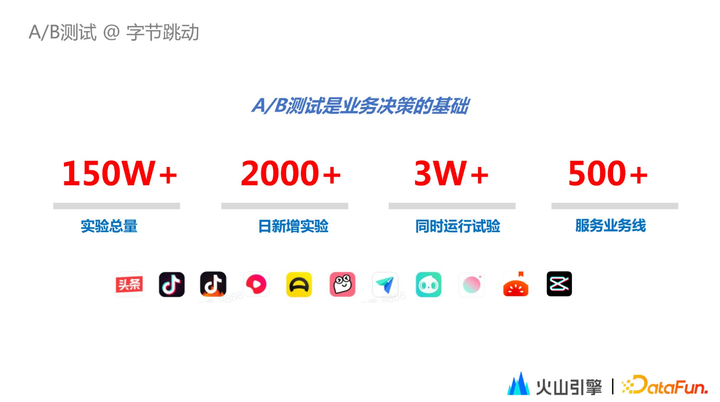 A/B测试 @ 字节跳动
A/B测试是业务决策的基础
150W+ 2000+ 3W+ 500+
实验总量 日新增实验 同时运行试验 服务业务线
头条
火山引擎 DataFun.